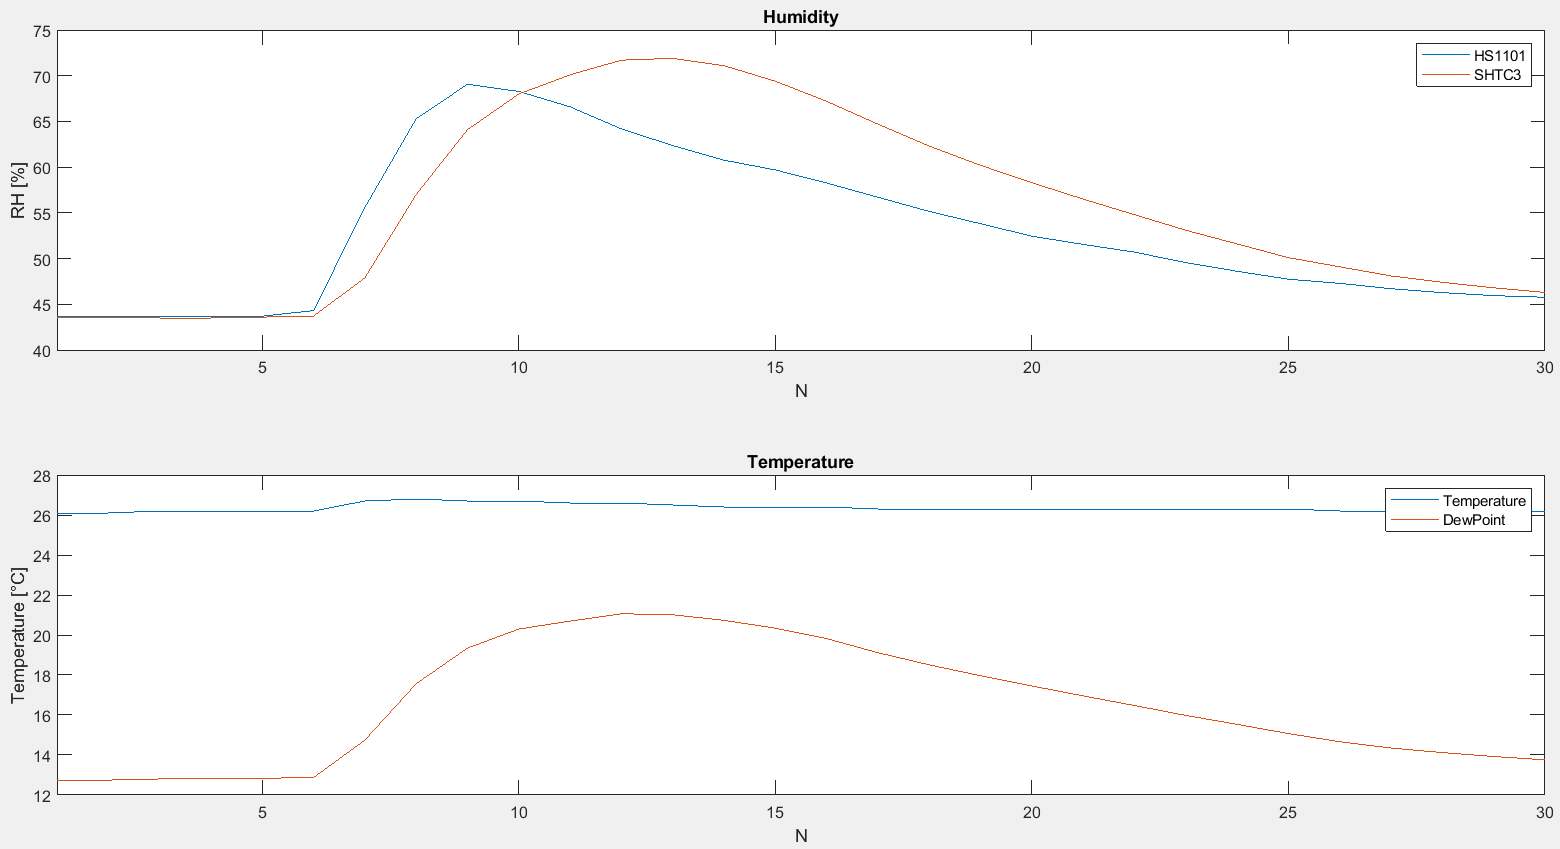 Humidity
75
70
65
60
55
50
45
40
RH [%]
HS1101
SHTC3
5 10 15 20 25 30
N
Temperature
28
26
24
22
20
18
16
14
12
Temperature [°C]
Temperature
DewPoint
5 10 15 20 25 30
N